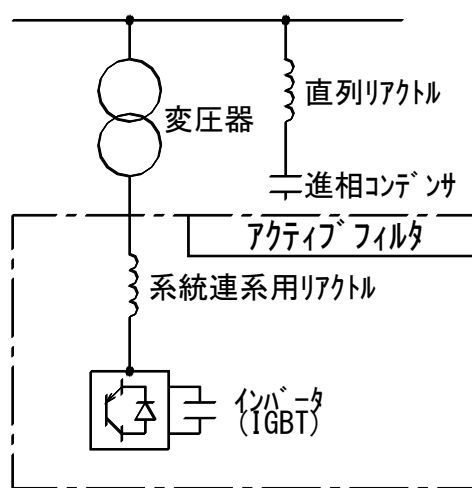 直列リアクトル
変圧器
進相コンデンサ
アクティブフィルタ
系統連系用リアクトル
インバータ
(IGBT)